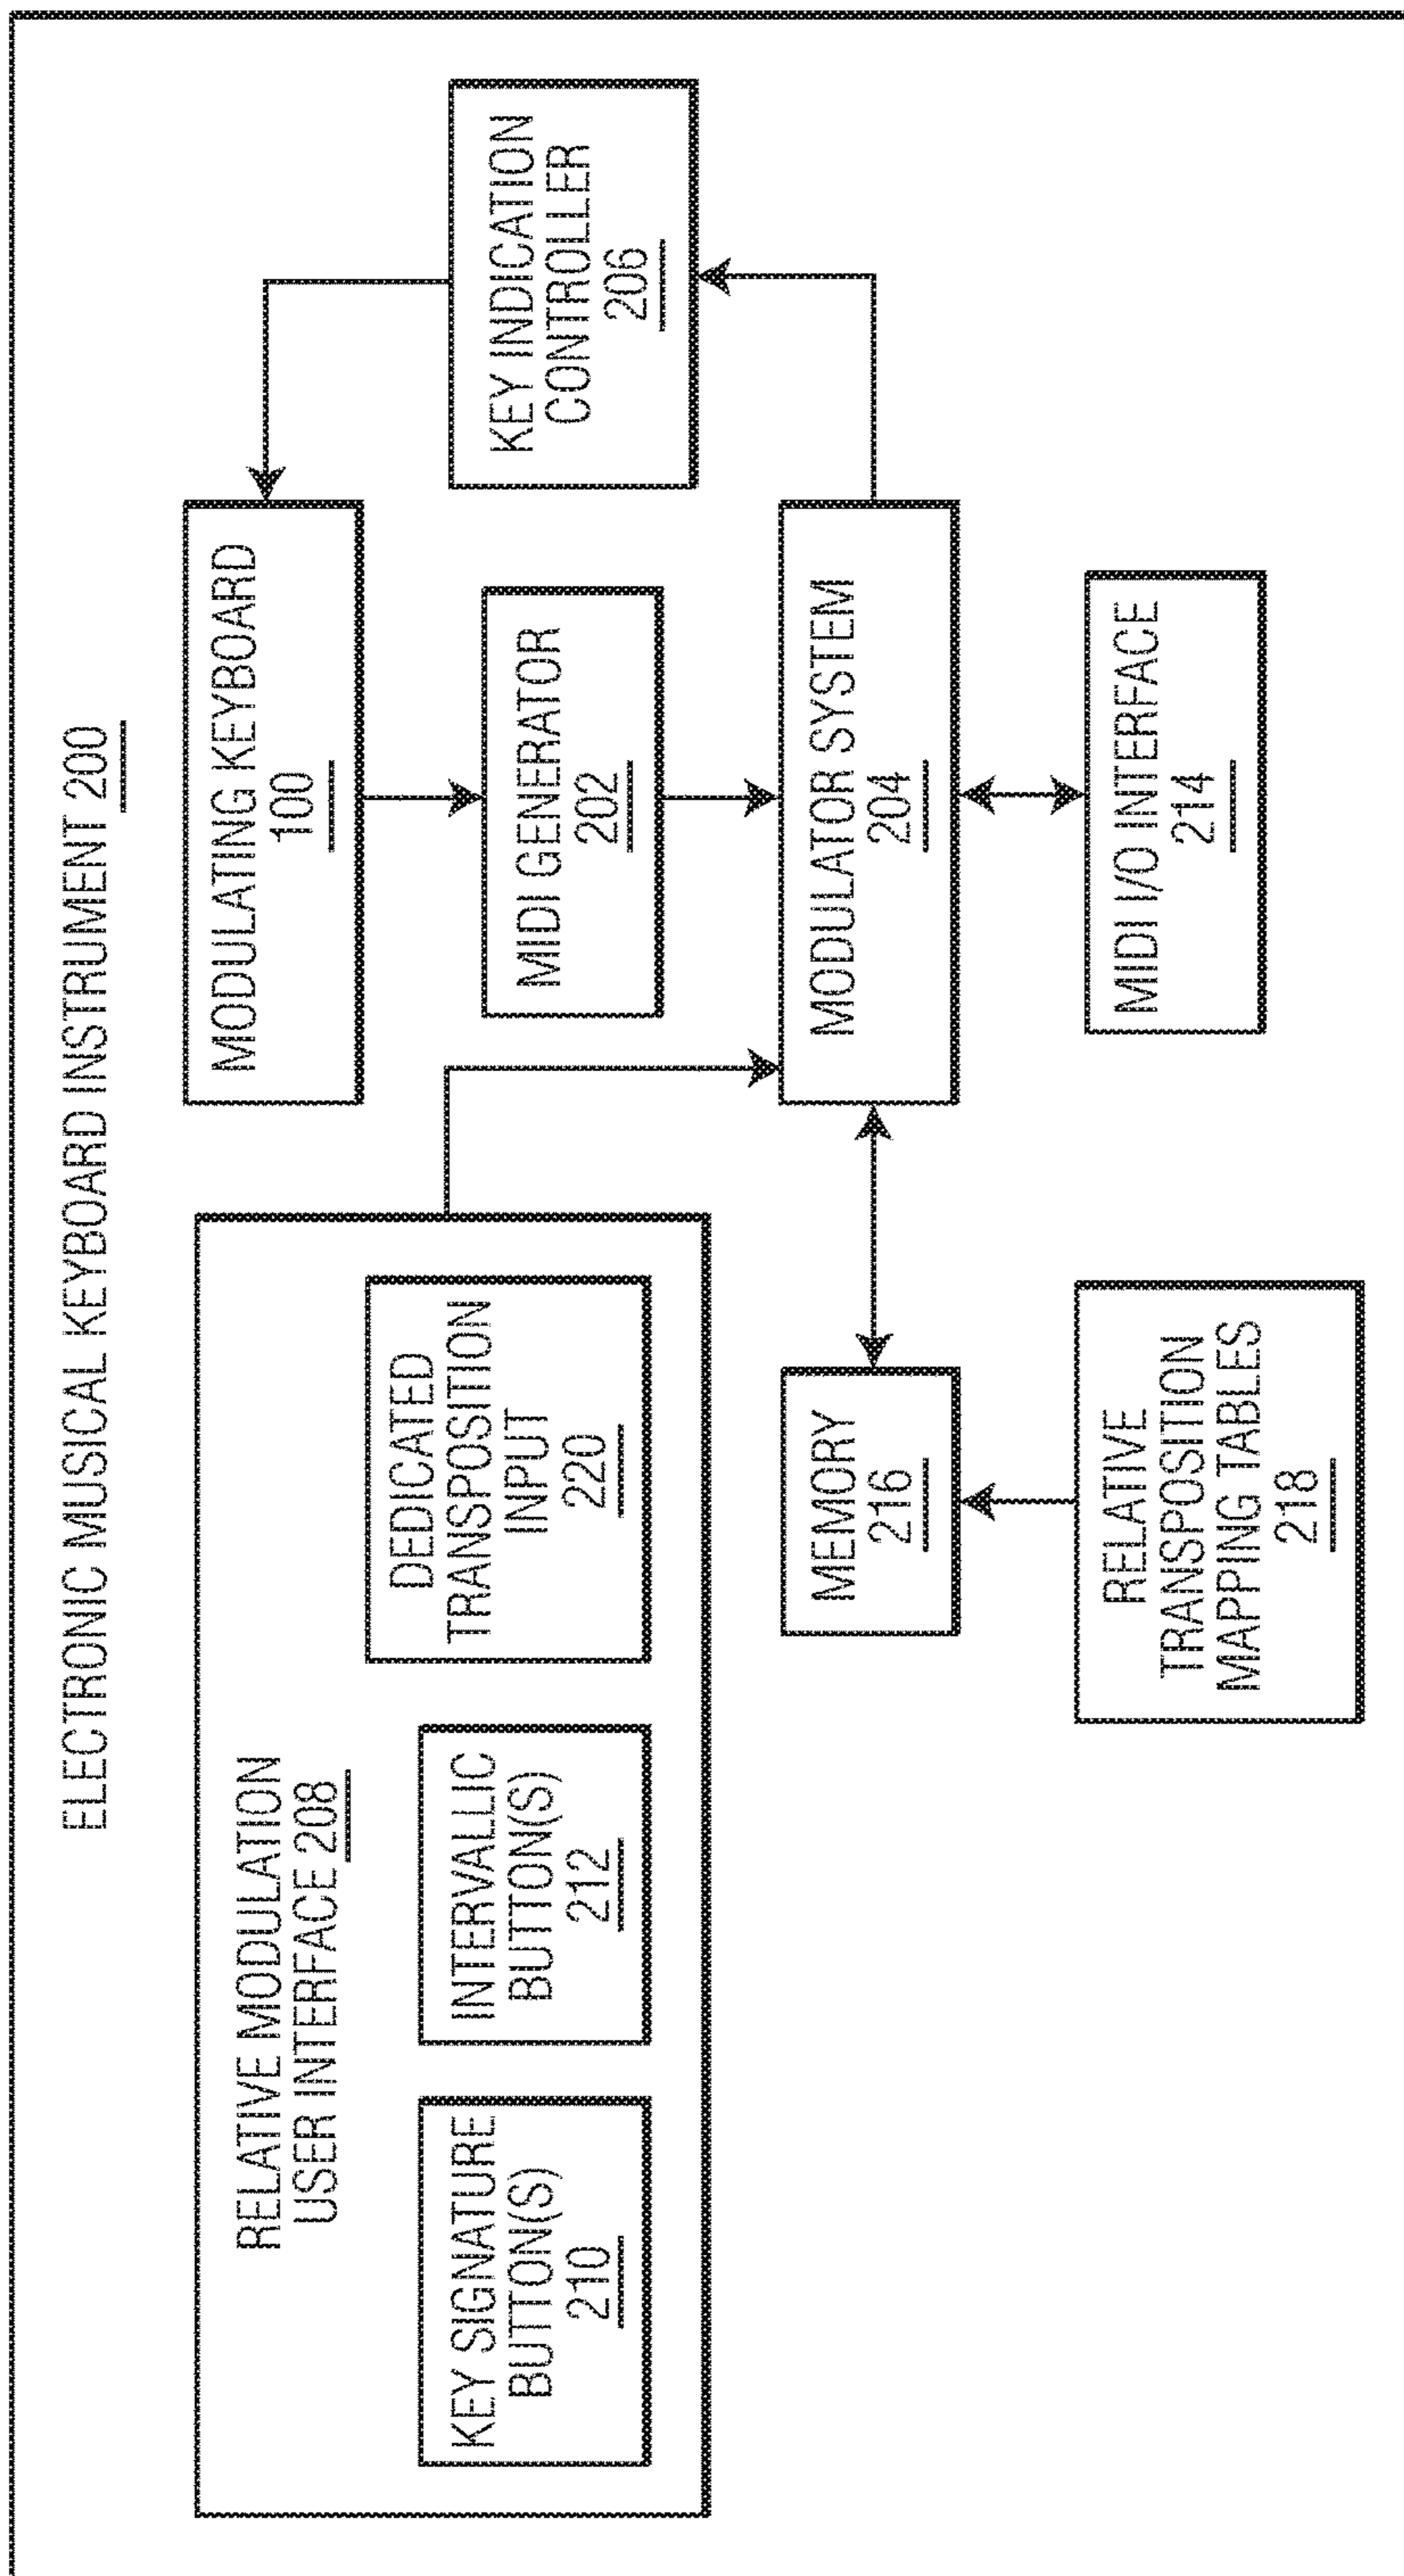 ELECTRONIC MUSICAL KEYBOARD INSTRUMENT 200
RELATIVE MODULATION
USER INTERFACE 208
KEY SIGNATURE
BUTTON(S)
210
INTERVALLIC
BUTTON(S)
212
DEDICATED
TRANSPOSITION
INPUT
220
MODULATING KEYBOARD
100
MIDI GENERATOR
202
KEY INDICATION
CONTROLLER
206
MEMORY
216
MODULATOR SYSTEM
204
RELATIVE
TRANSPOSITION
MAPPING TABLES
218
MIDI I/O INTERFACE
214